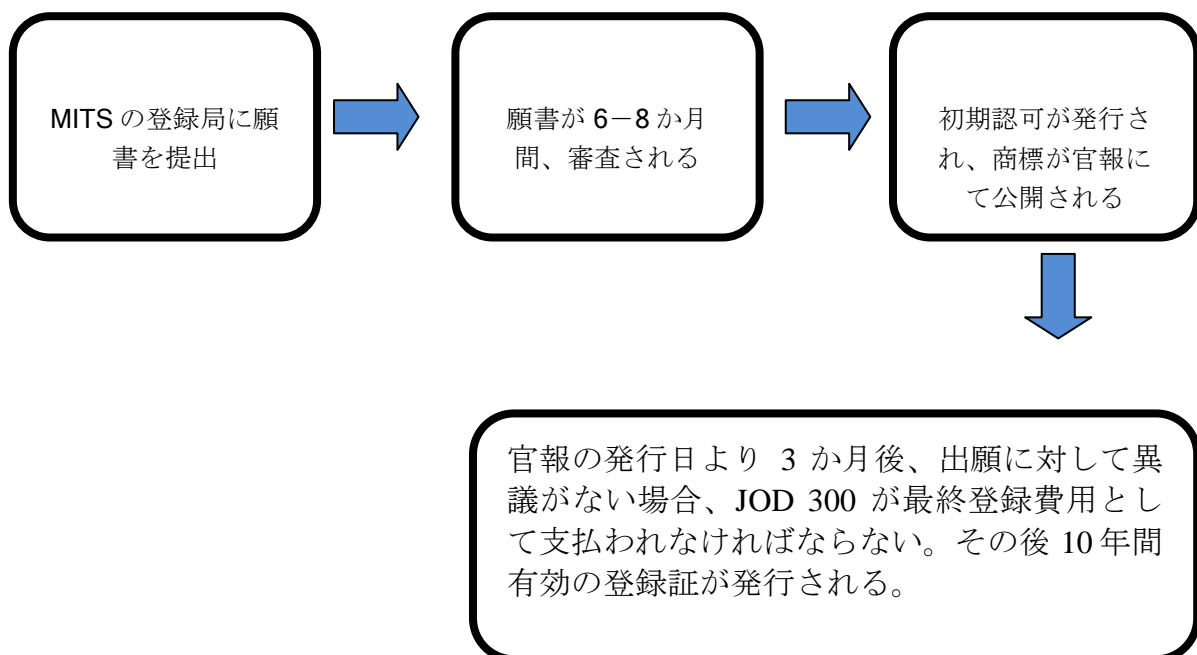 MITS の登録局に願
書を提出
願書が 6－8 か月
間、審査される
初期認可が発行さ
れ、商標が官報に
て公開される
官報の発行日より 3 か月後、出願に対して異
議がない場合、JOD 300 が最終登録費用とし
て支払われなければならない。その後 10 年間
有効の登録証が発行される。